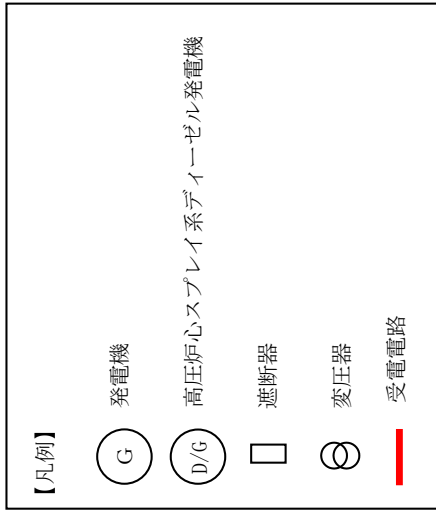 【凡例】
G 発電機
D/G 高圧炉心スプレイ系ディーゼル発電機
遮断器
変圧器
受電電路